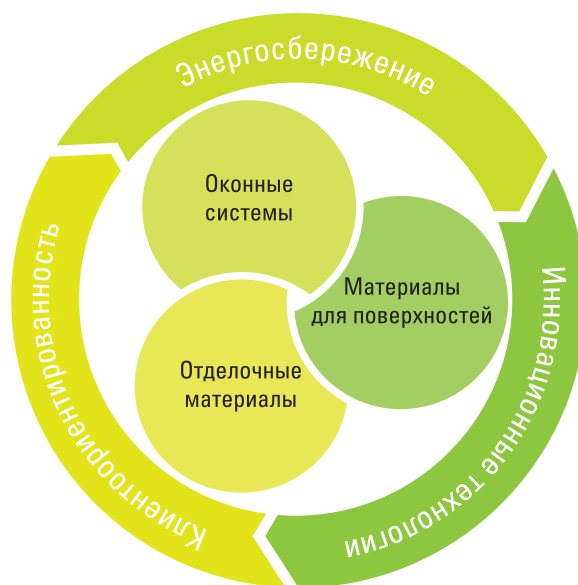 Энергосбережение
Оконные
системы
Материалы
для поверхностей
Отделочные
материалы
Инновационные технологии
Клиентоориентированность